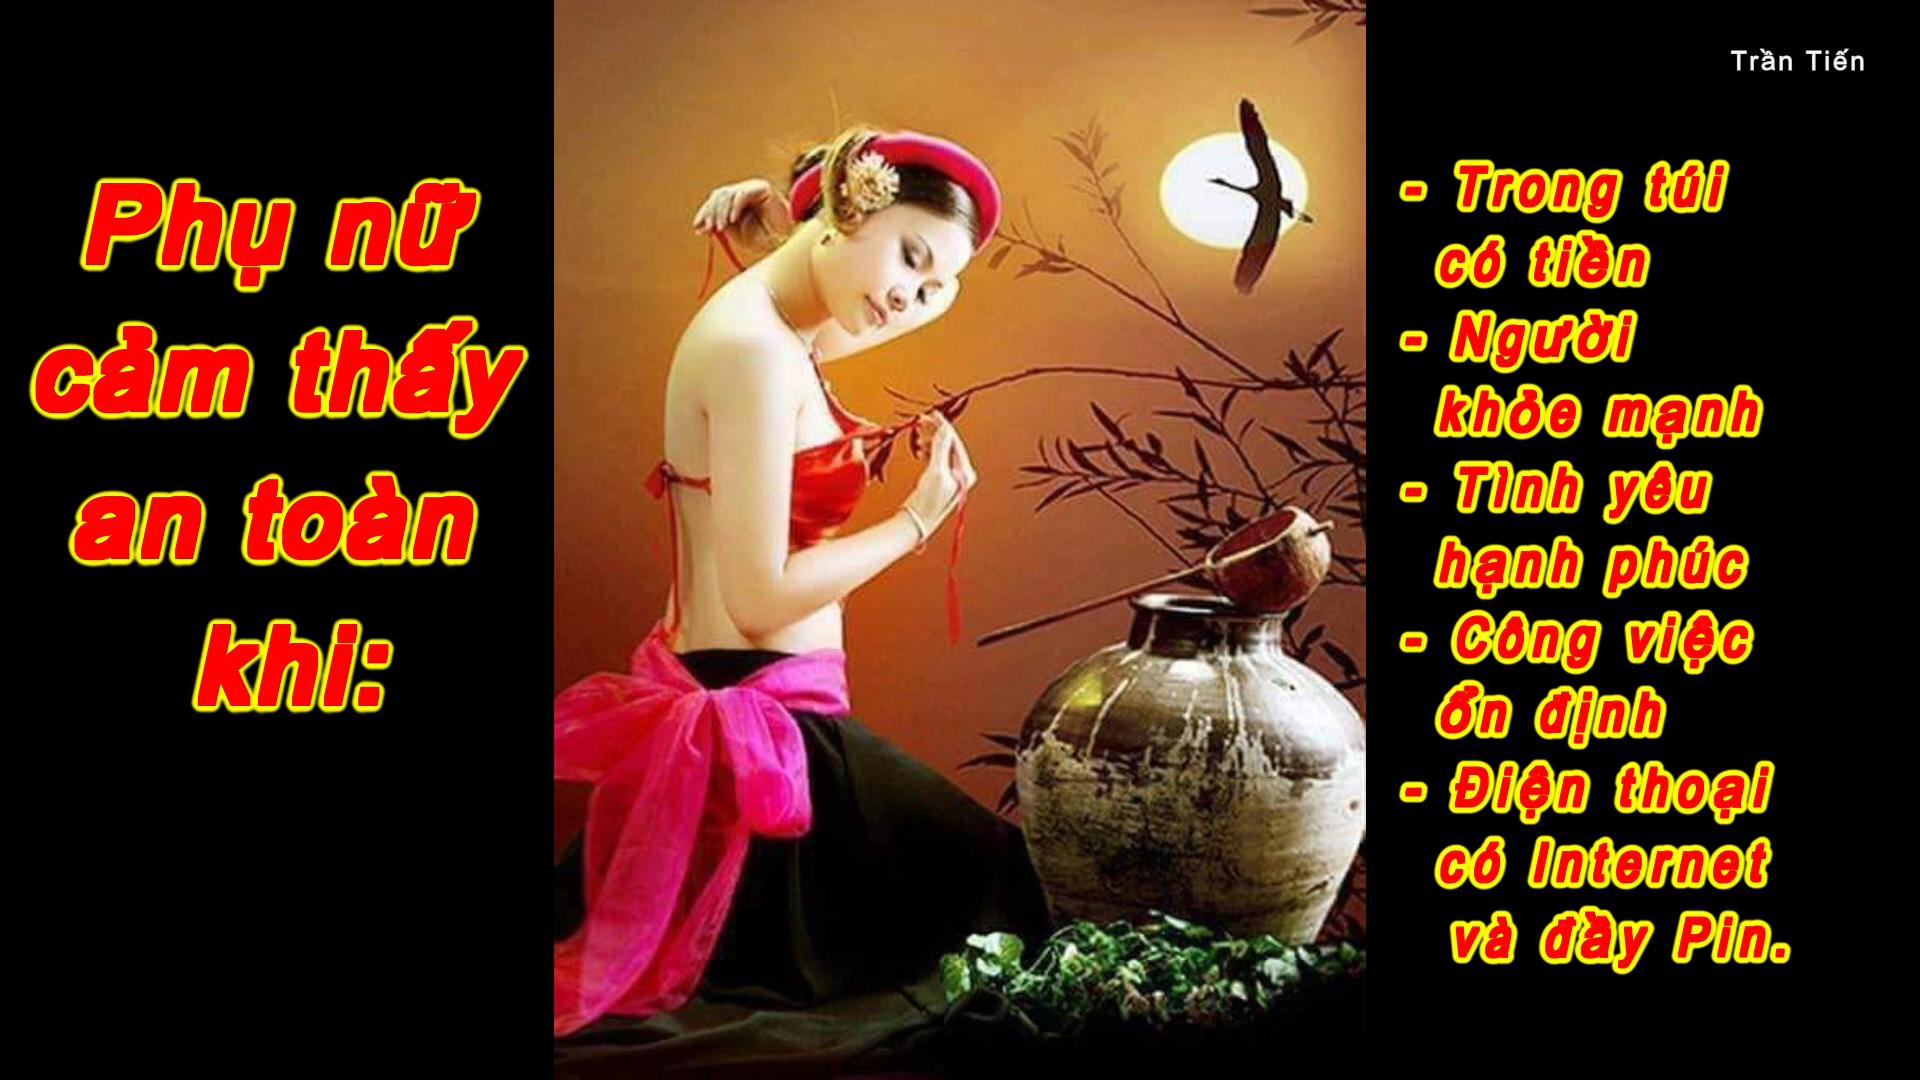 Trần Tiến
Phụ nữ
cảm thấy
an toàn
khi:
- Trong túi
có tiền
- Người
khỏe mạnh
- Tình yêu
hạnh phúc
- Công việc
ổn định
- Điện thoại
có Internet
và đầy Pin.